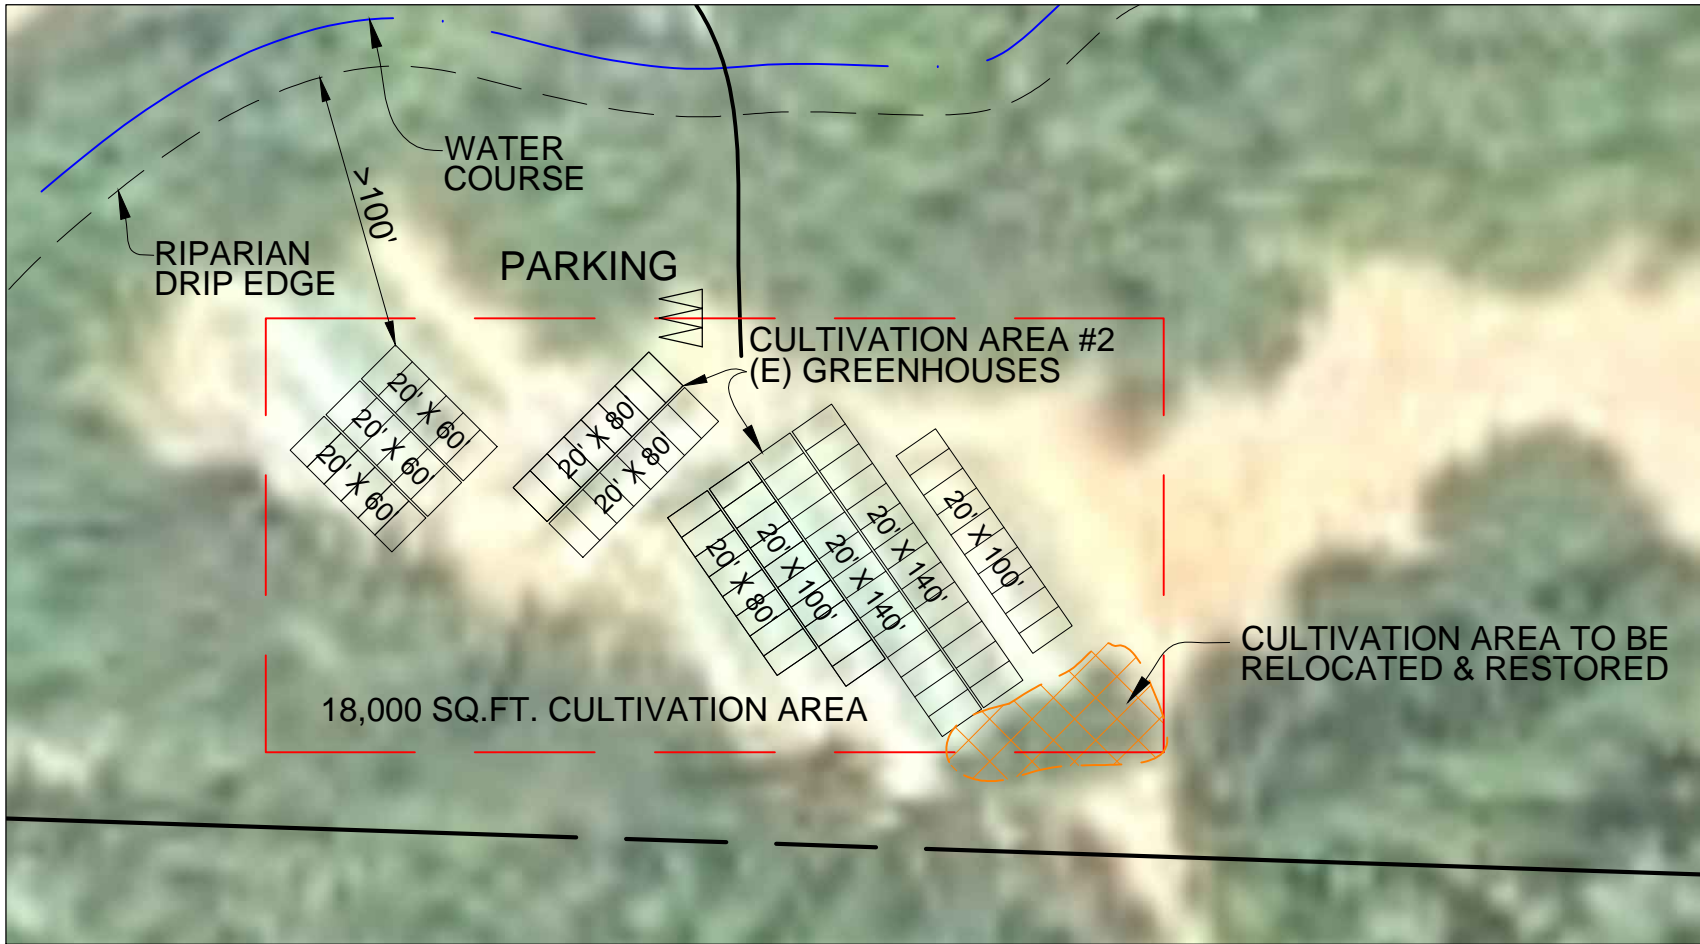 WATER
COURSE
>100'
RIPARIAN
DRIP EDGE
PARKING
CULTIVATION AREA #2
(E) GREENHOUSES
20' X 60'
20' X 60'
20' X 60'
20' X 80'
20' X 80'
20' X 80'
20' X 100'
20' X 140'
20' X 140'
20' X 100'
CULTIVATION AREA TO BE
RELOCATED & RESTORED
18,000 SQ.FT. CULTIVATION AREA